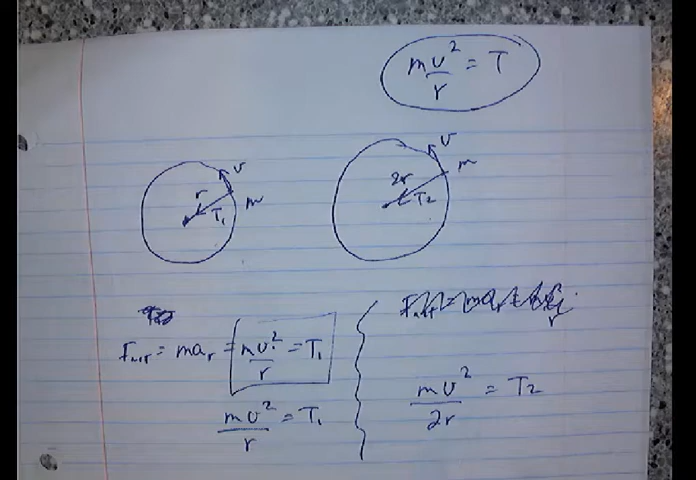 mv²/r = T
v
r
m
T₁
v
2r
m
T₂
F_net,r = ma_r = mv²/r = T₁
mv²/r = T₁
mv²/2r = T₂